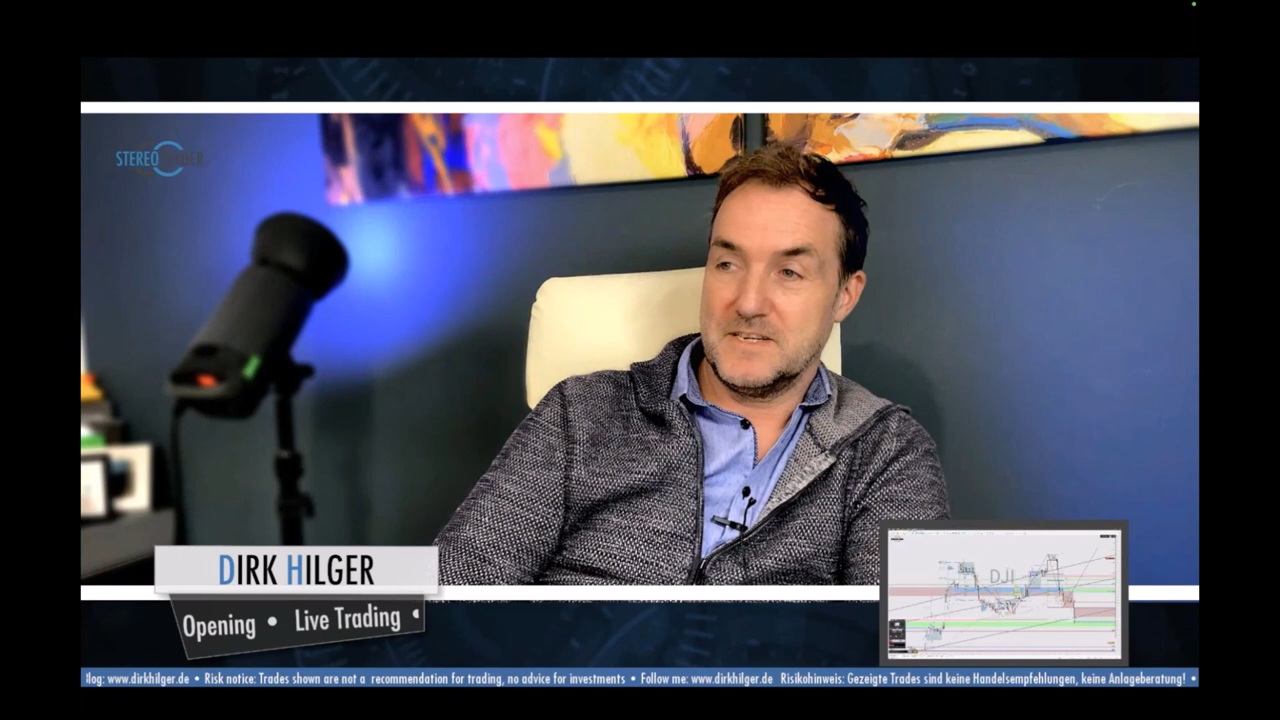 STEREO
DIRK HILGER
Opening • Live Trading •
DJI
log: www.dirkhilger.de • Risk notice: Trades shown are not a recommendation for trading, no advice for investments • Follow me: www.dirkhilger.de Risikohinweis: Gezeigte Trades sind keine Handelsempfehlungen, keine Anlageberatung! •